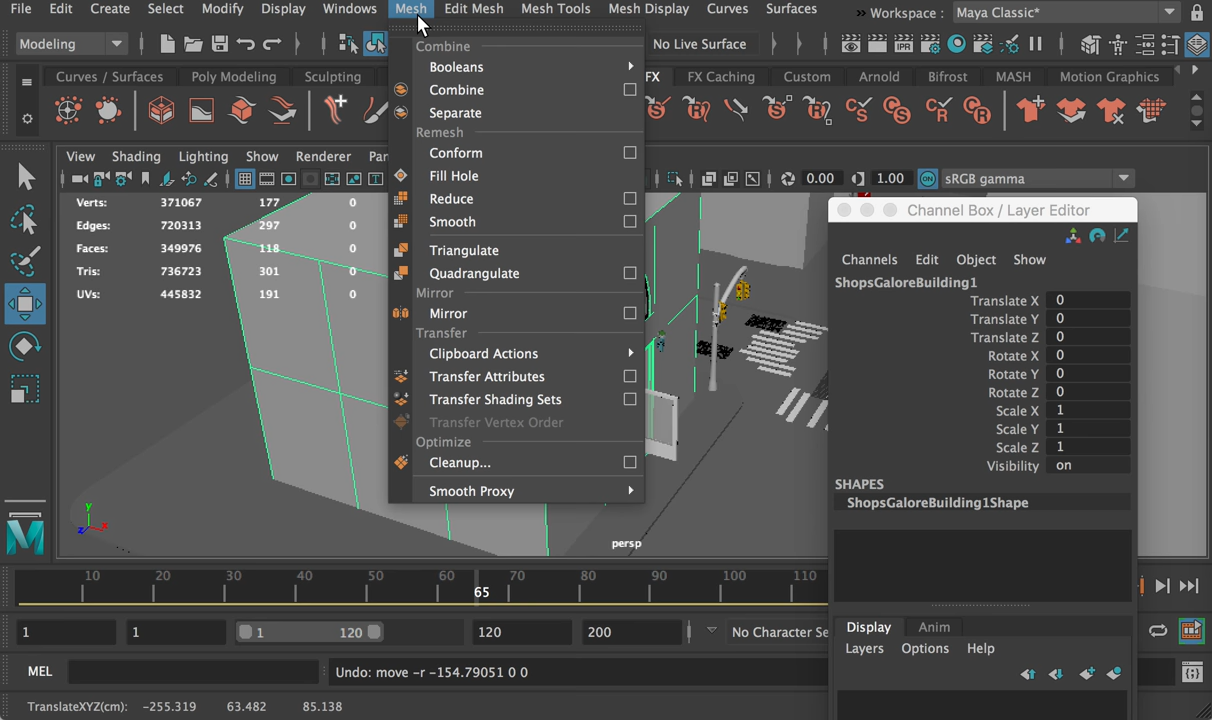 File Edit Create Select Modify Display Windows Mesh Edit Mesh Mesh Tools Mesh Display Curves Surfaces » Workspace : Maya Classic*
Modeling No Live Surface IPR
Curves / Surfaces Poly Modeling Sculpting FX FX Caching Custom Arnold Bifrost MASH Motion Graphics
View Shading Lighting Show Renderer Par
0.00 1.00 ON sRGB gamma
Verts: 371067 177 0
Edges: 720313 297 0
Faces: 349976 118 0
Tris: 736723 301 0
UVs: 445832 191 0
Combine
Booleans
Combine
Separate
Remesh
Conform
Fill Hole
Reduce
Smooth
Triangulate
Quadrangulate
Mirror
Mirror
Transfer
Clipboard Actions
Transfer Attributes
Transfer Shading Sets
Transfer Vertex Order
Optimize
Cleanup...
Smooth Proxy
Channel Box / Layer Editor
Channels Edit Object Show
ShopsGaloreBuilding1
Translate X 0
Translate Y 0
Translate Z 0
Rotate X 0
Rotate Y 0
Rotate Z 0
Scale X 1
Scale Y 1
Scale Z 1
Visibility on
SHAPES
ShopsGaloreBuilding1Shape
y
z x
persp
10 20 30 40 50 60 70 80 90 100 110
65
1 1 1 120 120 200 No Character Se
Display Anim
Layers Options Help
MEL Undo: move -r -154.79051 0 0
TranslateXYZ(cm): -255.319 63.482 85.138